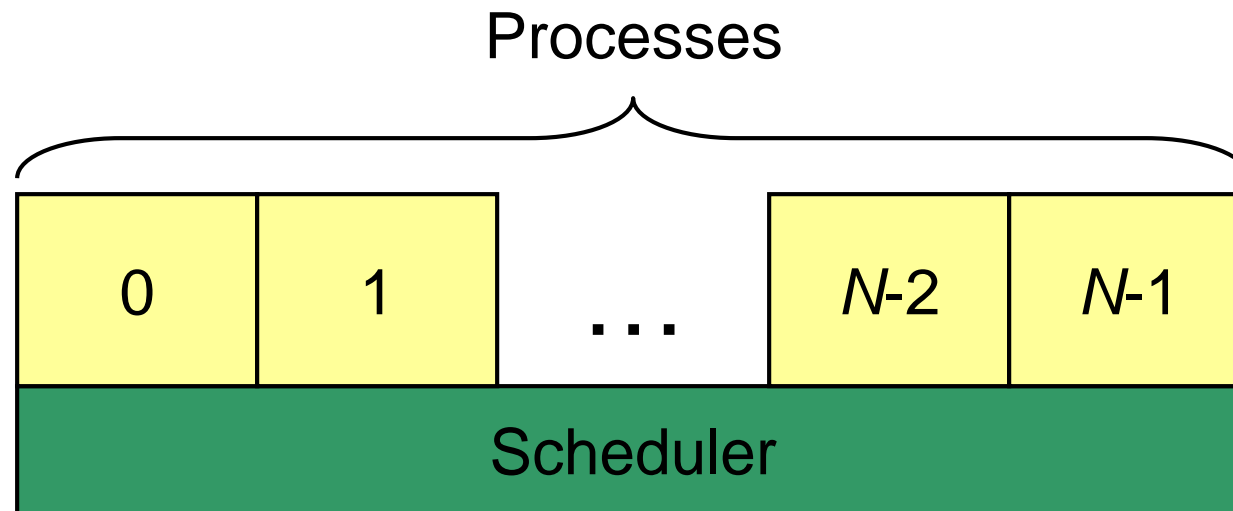 Processes
0 1 ... N-2 N-1
Scheduler